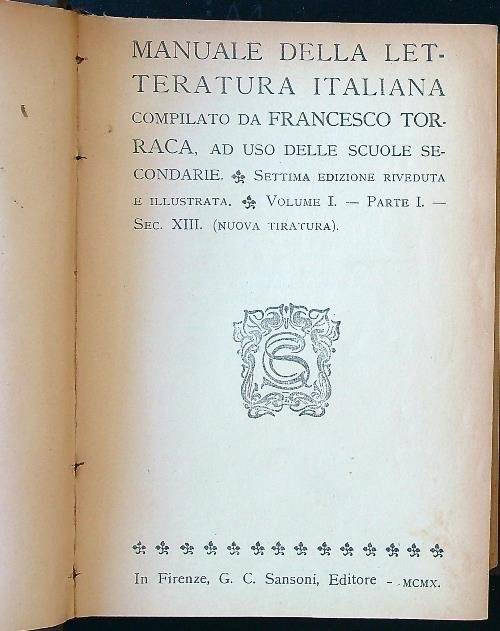 MANUALE DELLA LET-
TERATURA ITALIANA
COMPILATO DA FRANCESCO TOR-
RACA, AD USO DELLE SCUOLE SE-
CONDARIE. SETTIMA EDIZIONE RIVEDUTA
E ILLUSTRATA. VOLUME I. — PARTE I. —
SEC. XIII. (NUOVA TIRATURA).
In Firenze, G. C. Sansoni, Editore - MCMX.